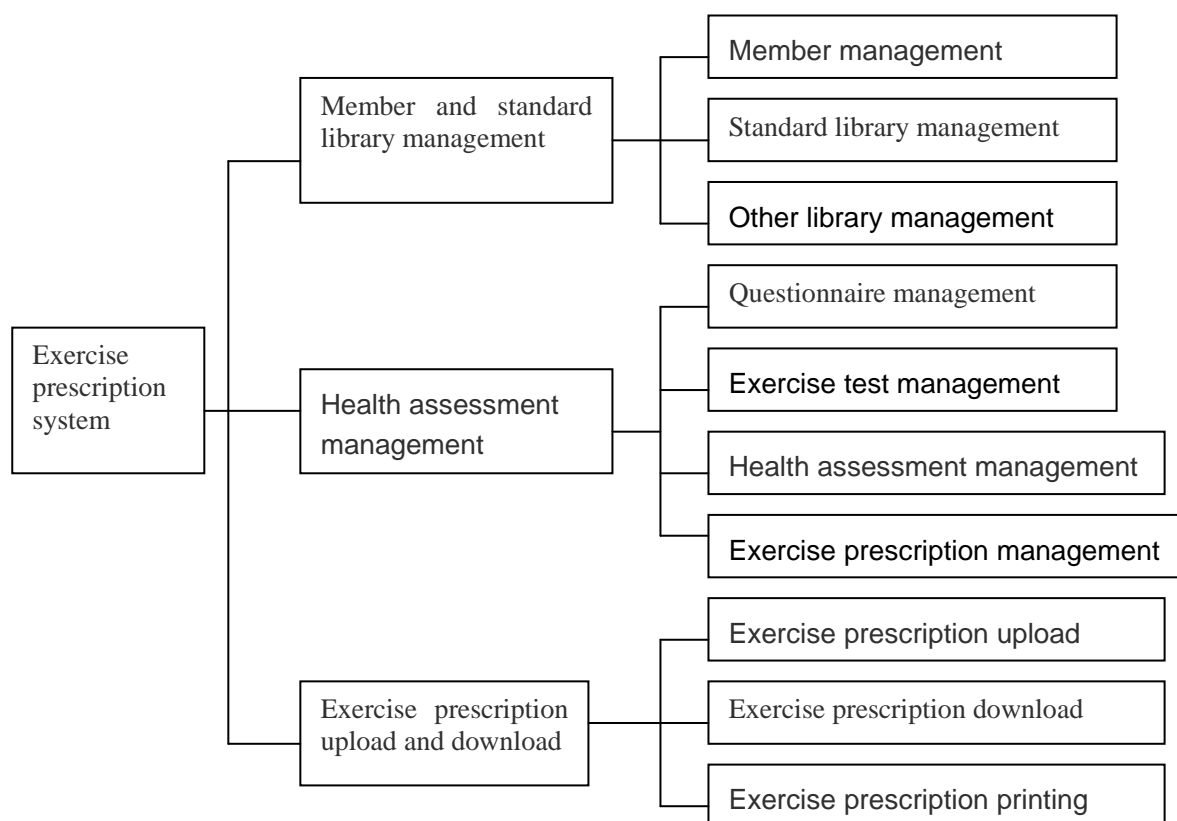 Exercise
prescription
system
Member and standard
library management
Member management
Standard library management
Other library management
Health assessment
management
Questionnaire management
Exercise test management
Health assessment management
Exercise prescription management
Exercise prescription
upload and download
Exercise prescription upload
Exercise prescription download
Exercise prescription printing